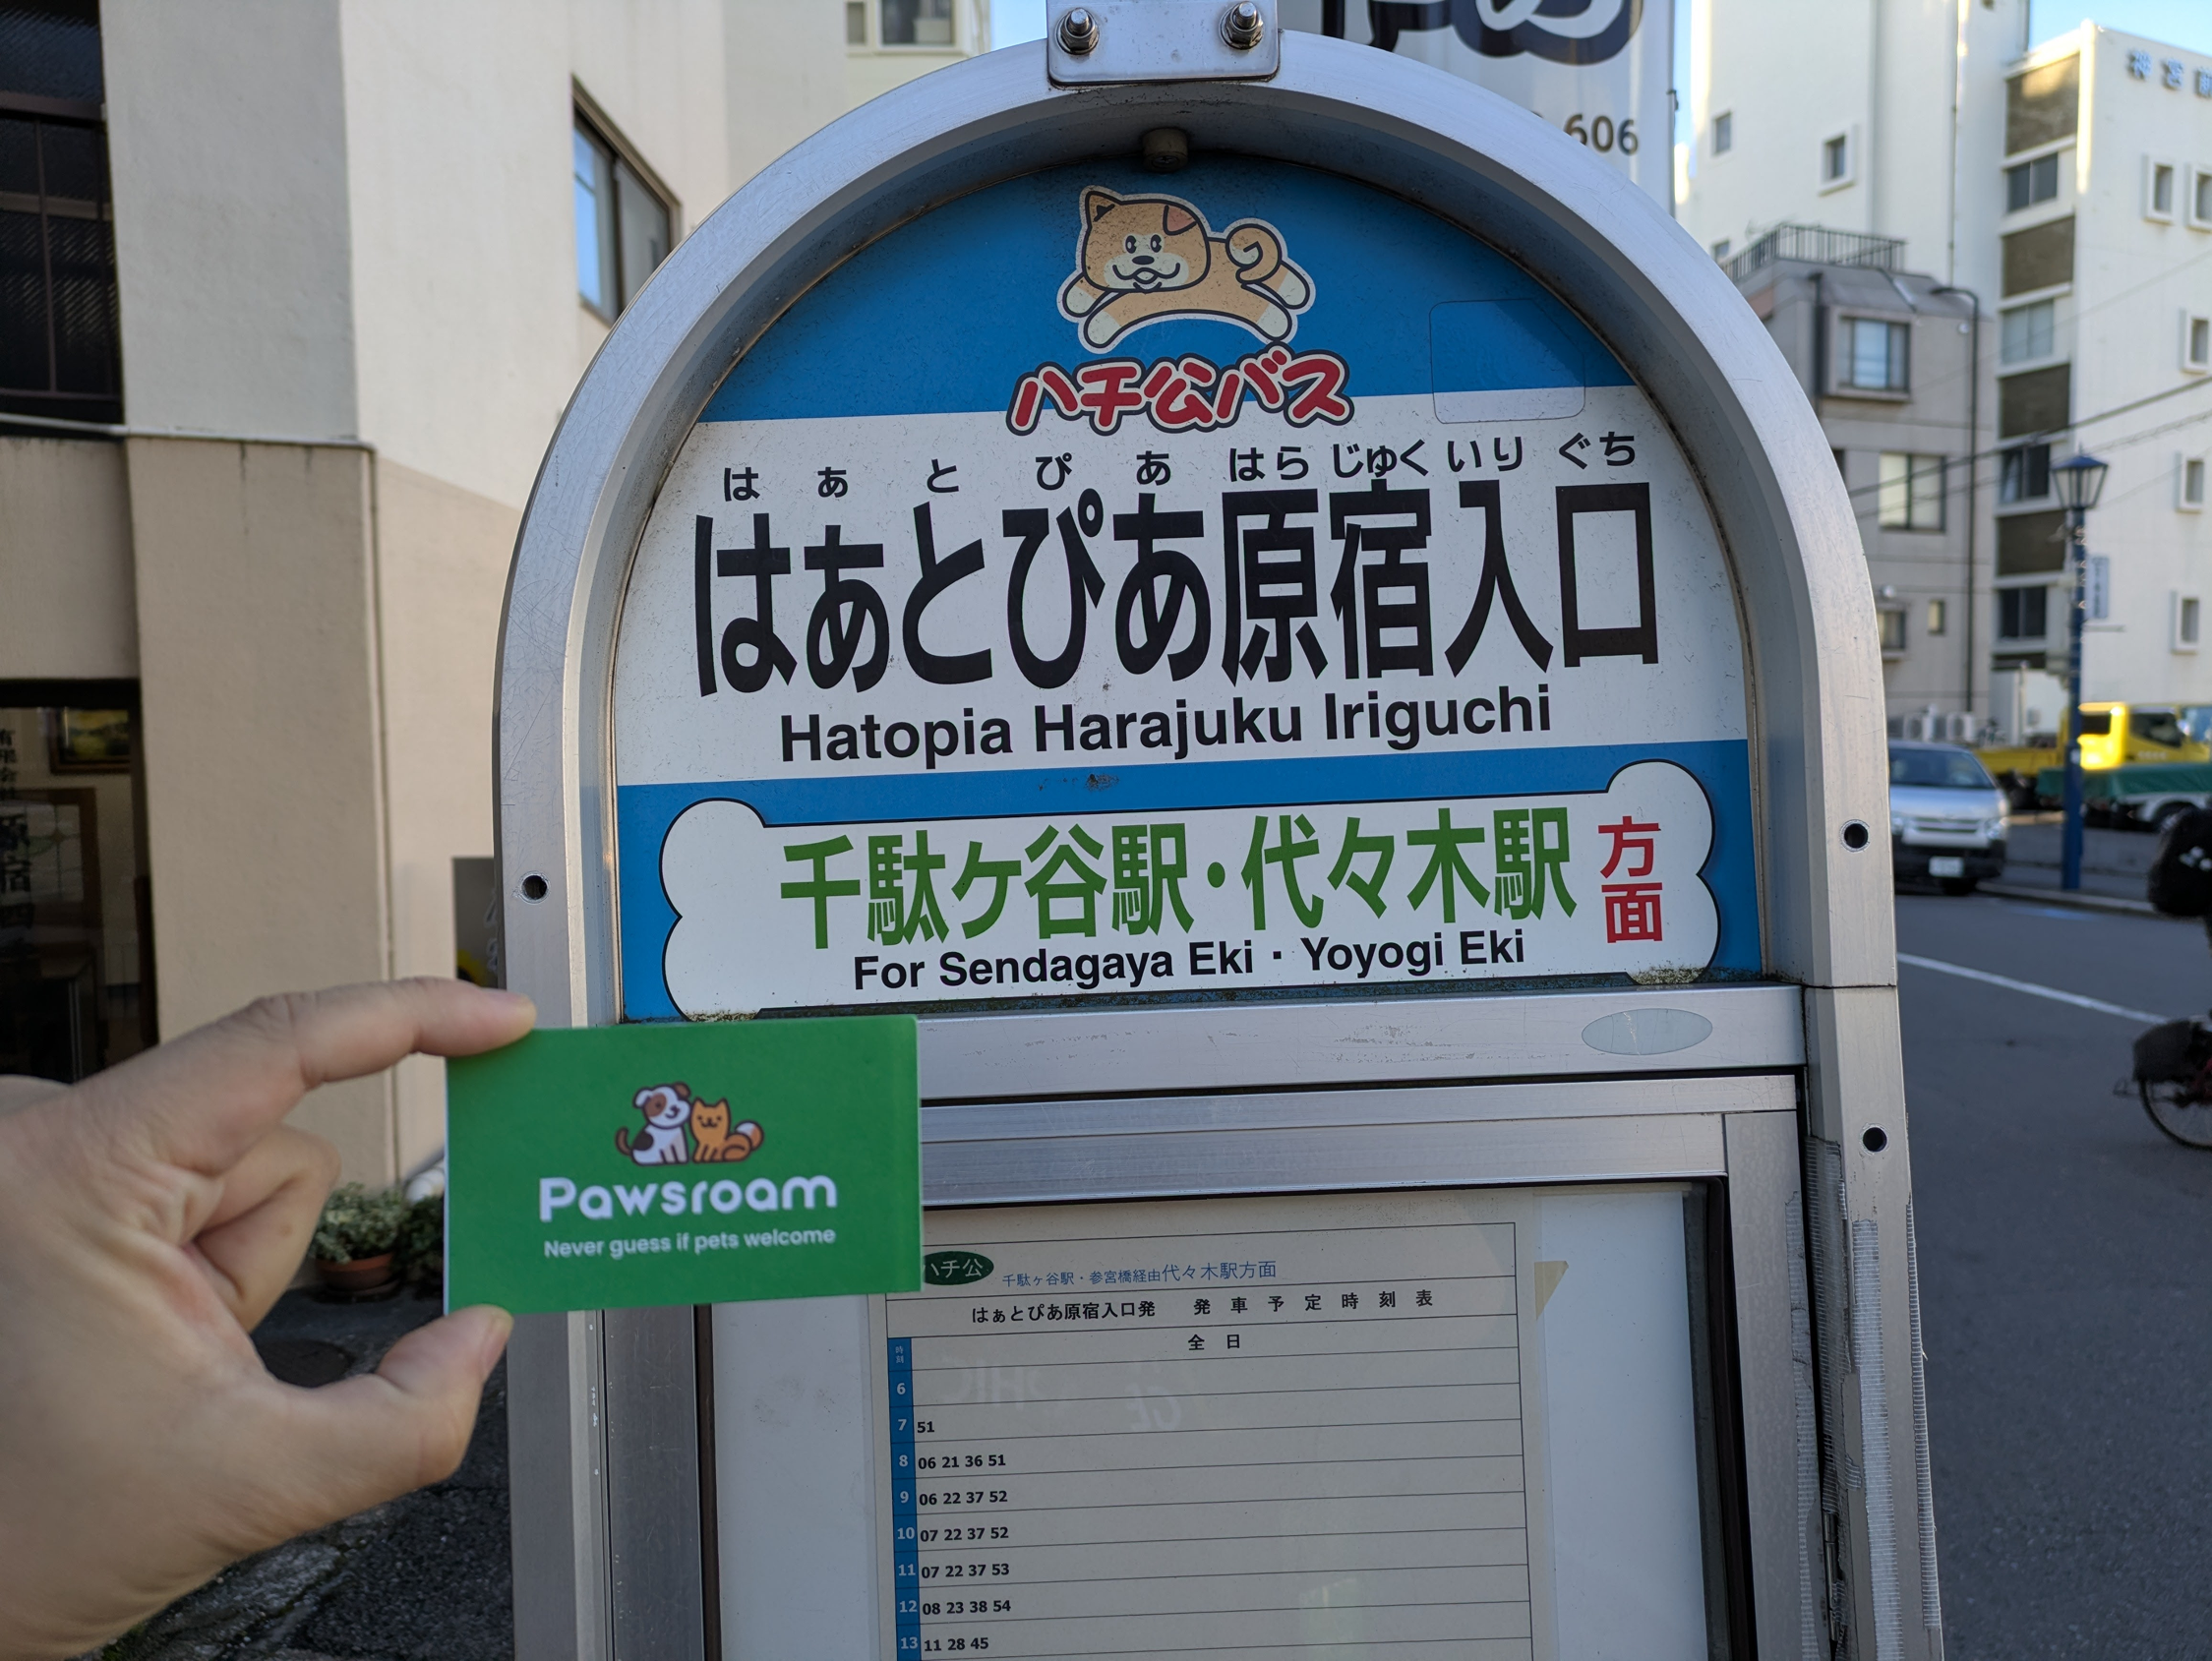 606
ハチ公バス
はぁとぴあ はらじゅくいりぐち
はぁとぴあ原宿入口
Hatopia Harajuku Iriguchi
千駄ヶ谷駅・代々木駅 方面
For Sendagaya Eki・Yoyogi Eki
Pawsroam
Never guess if pets welcome
ハチ公 千駄ヶ谷駅・参宮橋経由代々木駅方面
はぁとぴあ原宿入口発 発車予定時刻表
時刻 全日
6
7 51
8 06 21 36 51
9 06 22 37 52
10 07 22 37 52
11 07 22 37 53
12 08 23 38 54
13 11 28 45